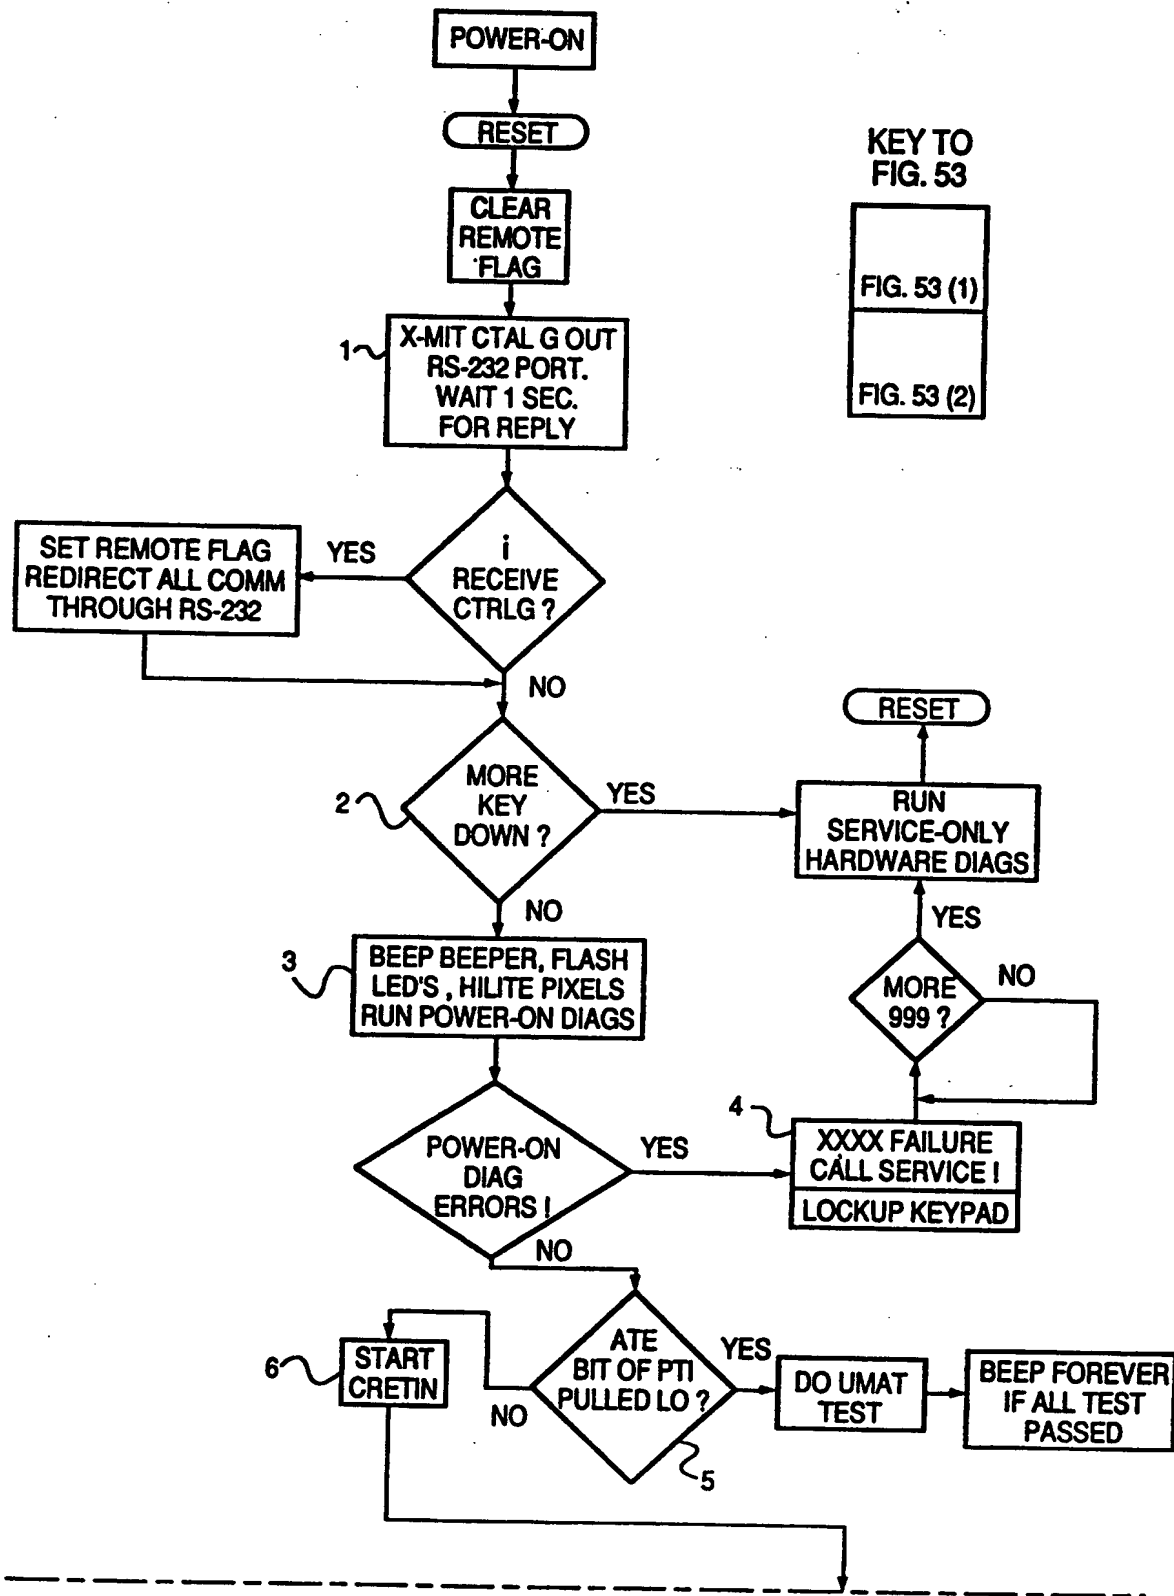 POWER-ON
RESET
KEY TO
FIG. 53
FIG. 53 (1)
FIG. 53 (2)
CLEAR
REMOTE
FLAG
1
X-MIT CTAL G OUT
RS-232 PORT.
WAIT 1 SEC.
FOR REPLY
i
RECEIVE
CTRLG ?
YES
SET REMOTE FLAG
REDIRECT ALL COMM
THROUGH RS-232
NO
2
MORE
KEY
DOWN ?
YES
RESET
RUN
SERVICE-ONLY
HARDWARE DIAGS
NO
YES
3
BEEP BEEPER, FLASH
LED'S , HILITE PIXELS
RUN POWER-ON DIAGS
MORE
999 ?
NO
POWER-ON
DIAG
ERRORS !
YES
4
XXXX FAILURE
CALL SERVICE !
LOCKUP KEYPAD
NO
6
START
CRETIN
NO
ATE
BIT OF PTI
PULLED LO ?
5
YES
DO UMAT
TEST
BEEP FOREVER
IF ALL TEST
PASSED